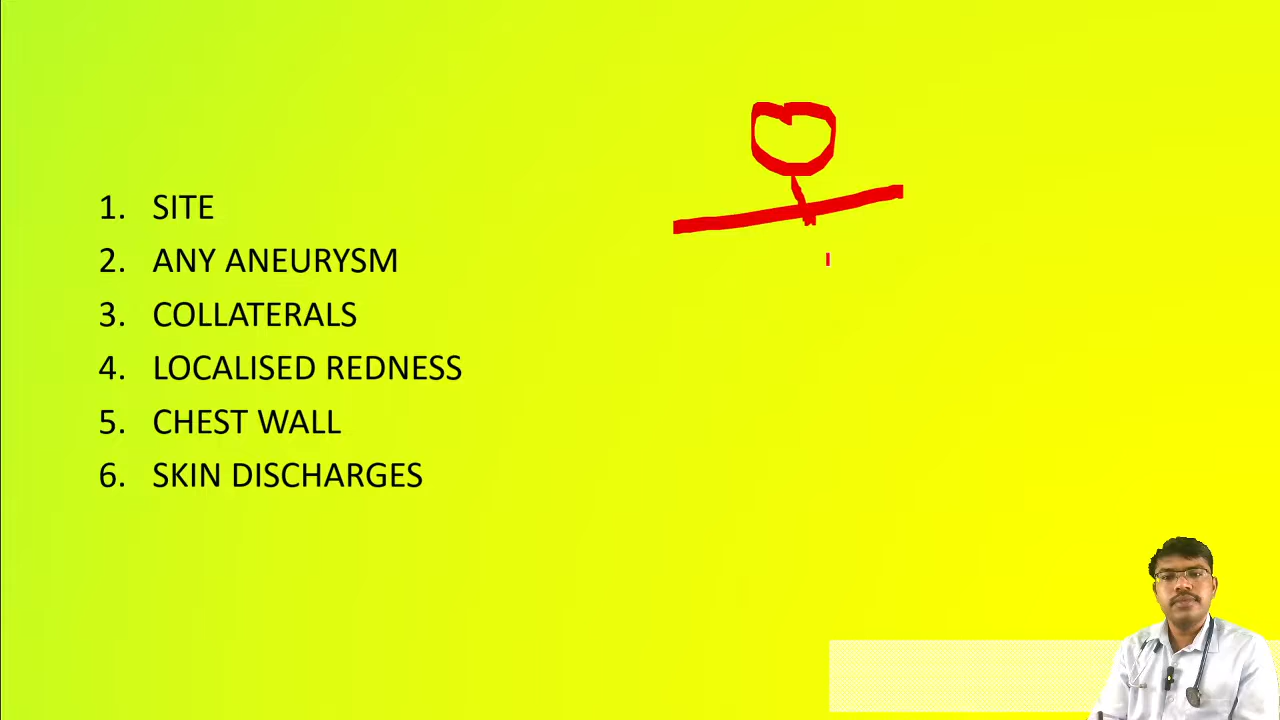 1. SITE
2. ANY ANEURYSM
3. COLLATERALS
4. LOCALISED REDNESS
5. CHEST WALL
6. SKIN DISCHARGES